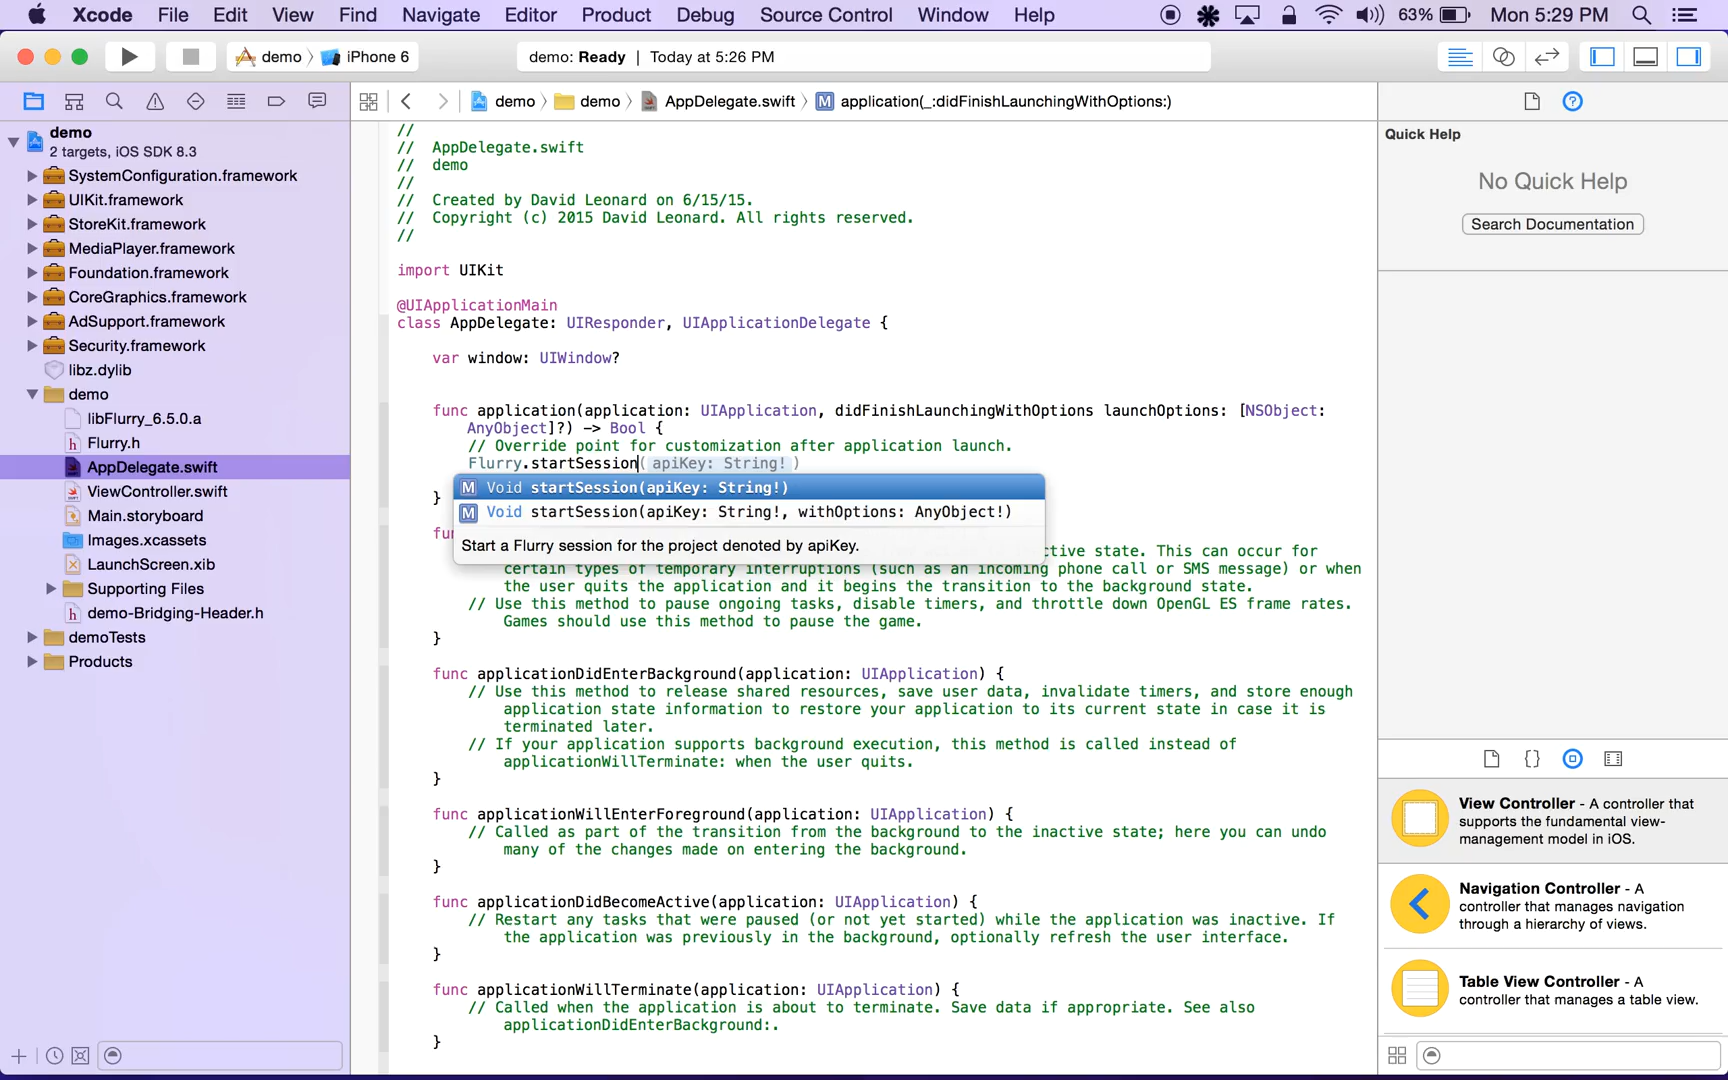 Xcode File Edit View Find Navigate Editor Product Debug Source Control Window Help 63% Mon 5:29 PM
demo iPhone 6 demo: Ready | Today at 5:26 PM
demo demo AppDelegate.swift M application(_:didFinishLaunchingWithOptions:)
demo
2 targets, iOS SDK 8.3
SystemConfiguration.framework
UIKit.framework
StoreKit.framework
MediaPlayer.framework
Foundation.framework
CoreGraphics.framework
AdSupport.framework
Security.framework
libz.dylib
demo
libFlurry_6.5.0.a
h Flurry.h
AppDelegate.swift
ViewController.swift
Main.storyboard
Images.xcassets
LaunchScreen.xib
Supporting Files
h demo-Bridging-Header.h
demoTests
Products
//
// AppDelegate.swift
// demo
//
// Created by David Leonard on 6/15/15.
// Copyright (c) 2015 David Leonard. All rights reserved.
//
import UIKit
@UIApplicationMain
class AppDelegate: UIResponder, UIApplicationDelegate {
var window: UIWindow?
func application(application: UIApplication, didFinishLaunchingWithOptions launchOptions: [NSObject:
AnyObject]?) -> Bool {
// Override point for customization after application launch.
Flurry.startSession(apiKey: String!)
M Void startSession(apiKey: String!)
M Void startSession(apiKey: String!, withOptions: AnyObject!)
Start a Flurry session for the project denoted by apiKey.
}
ctive state. This can occur for
certain types of temporary interruptions (such as an incoming phone call or SMS message) or when
the user quits the application and it begins the transition to the background state.
// Use this method to pause ongoing tasks, disable timers, and throttle down OpenGL ES frame rates.
Games should use this method to pause the game.
}
func applicationDidEnterBackground(application: UIApplication) {
// Use this method to release shared resources, save user data, invalidate timers, and store enough
application state information to restore your application to its current state in case it is
terminated later.
// If your application supports background execution, this method is called instead of
applicationWillTerminate: when the user quits.
}
func applicationWillEnterForeground(application: UIApplication) {
// Called as part of the transition from the background to the inactive state; here you can undo
many of the changes made on entering the background.
}
func applicationDidBecomeActive(application: UIApplication) {
// Restart any tasks that were paused (or not yet started) while the application was inactive. If
the application was previously in the background, optionally refresh the user interface.
}
func applicationWillTerminate(application: UIApplication) {
// Called when the application is about to terminate. Save data if appropriate. See also
applicationDidEnterBackground:.
}
Quick Help
No Quick Help
Search Documentation
{}
View Controller - A controller that
supports the fundamental view-
management model in iOS.
Navigation Controller - A
controller that manages navigation
through a hierarchy of views.
Table View Controller - A
controller that manages a table view.